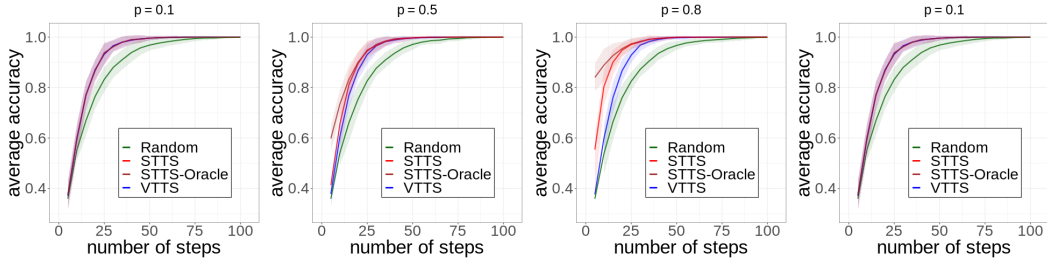 p = 0.1
average accuracy
1.0
0.8
0.6
0.4
Random
STTS
STTS-Oracle
VTTS
0 25 50 75 100
number of steps
p = 0.5
average accuracy
1.0
0.8
0.6
0.4
Random
STTS
STTS-Oracle
VTTS
0 25 50 75 100
number of steps
p = 0.8
average accuracy
1.0
0.8
0.6
0.4
Random
STTS
STTS-Oracle
VTTS
0 25 50 75 100
number of steps
p = 0.1
average accuracy
1.0
0.8
0.6
0.4
Random
STTS
STTS-Oracle
VTTS
0 25 50 75 100
number of steps